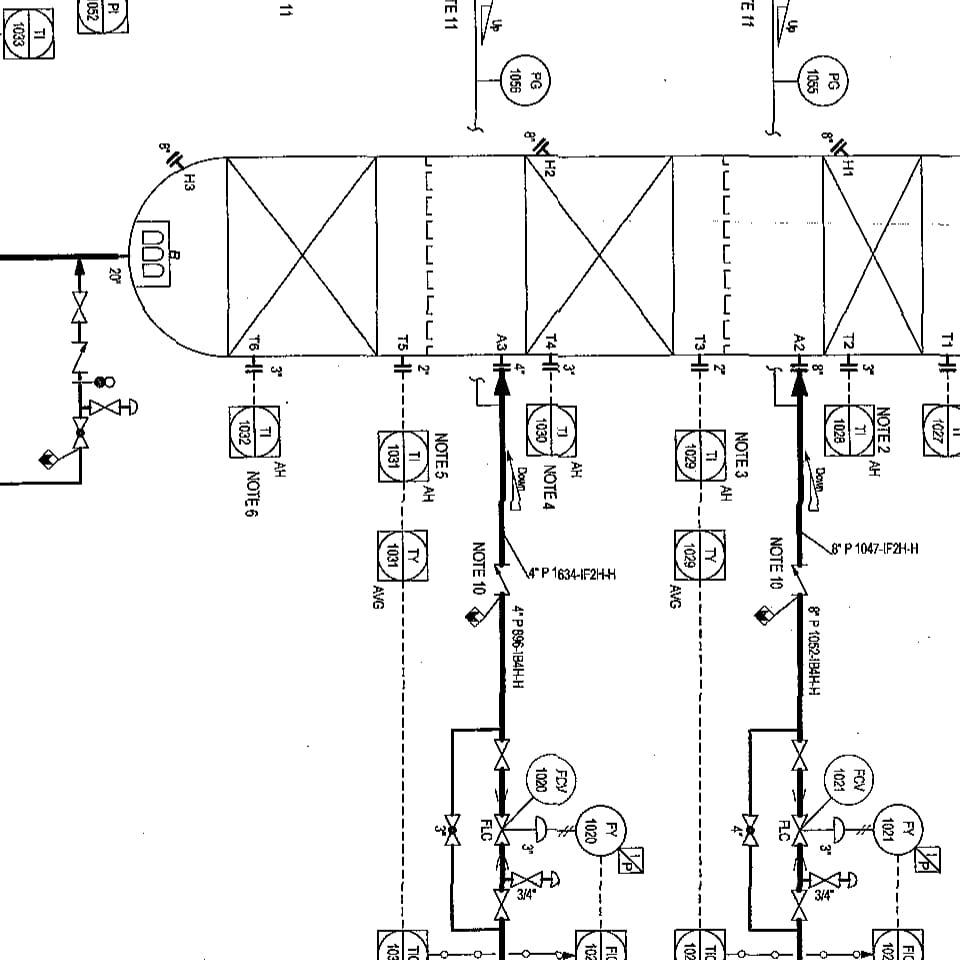 TI
1033
PI
1052
11
TE 11
Up
PG
1056
TE 11
Up
PG
1055
8"
H3
8"
H2
8"
H1
B
20"
T6
3"
T5
2"
A3
4"
T4
3"
T3
2"
A2
8"
T2
3"
T1
TI
1032
AH
NOTE 6
TI
1031
AH
NOTE 5
TI
1030
AH
NOTE 4
TI
1029
AH
NOTE 3
TI
1028
AH
NOTE 2
1027
Down
Down
TY
1031
AVG
TY
1029
AVG
NOTE 10
NOTE 10
4" P 1634-IF2H-H
8" P 1047-IF2H-H
4" P 896-IB4H-H
8" P 1052-IB4H-H
FCV
1020
FY
1020
I
P
FLC
3"
3"
3/4"
FCV
1021
FY
1021
I
P
FLC
3"
4"
3/4"
TIC
103
FIC
102
TIC
102
FIC
102